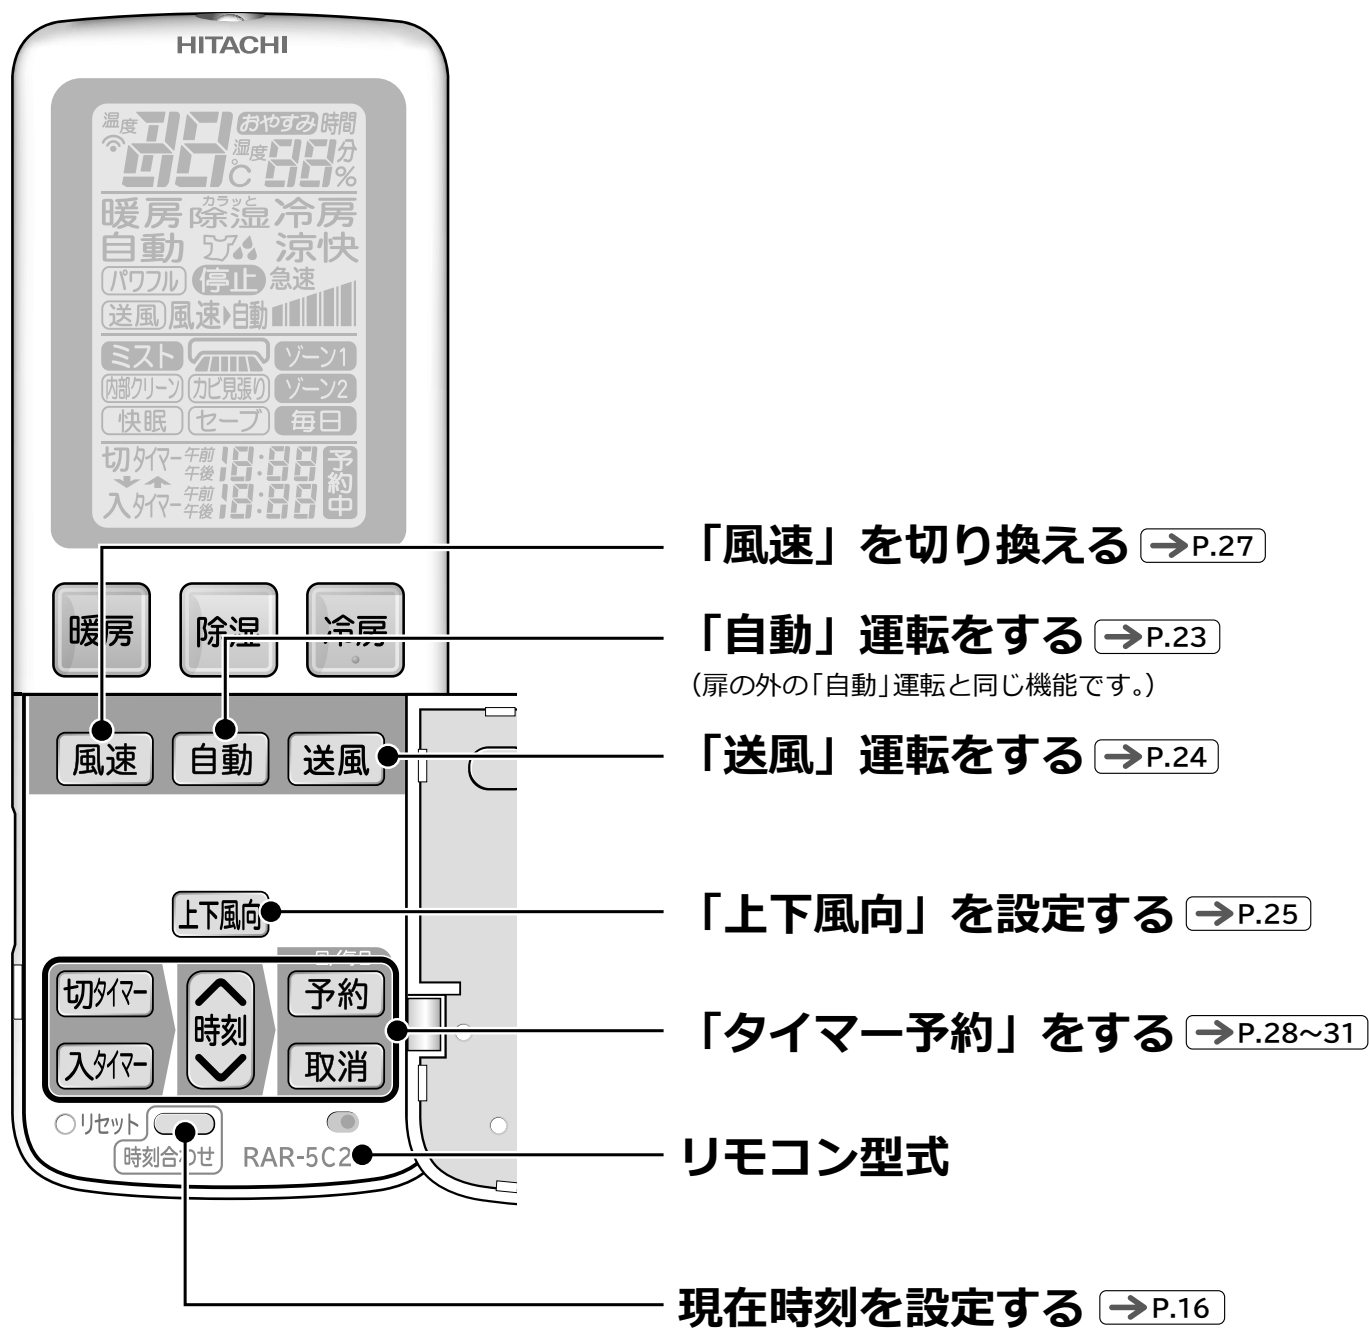 HITACHI
温度 おやすみ 時間
湿度 分
℃ %
カラッと
暖房 除湿 冷房
自動 涼快
パワフル 停止 急速
送風 風速 自動
ミスト ゾーン1
内部クリーン カビ見張り ゾーン2
快眠 セーブ 毎日
切タイマー 午前 午後 18:88 予約中
入タイマー 午前 午後 18:88
「風速」を切り換える →P.27
暖房 除湿 冷房
「自動」運転をする →P.23
(扉の外の「自動」運転と同じ機能です。)
風速 自動 送風
「送風」運転をする →P.24
上下風向
「上下風向」を設定する →P.25
切タイマー 時刻 予約
入タイマー 取消
「タイマー予約」をする →P.28~31
リセット
時刻合わせ RAR-5C2
リモコン型式
現在時刻を設定する →P.16